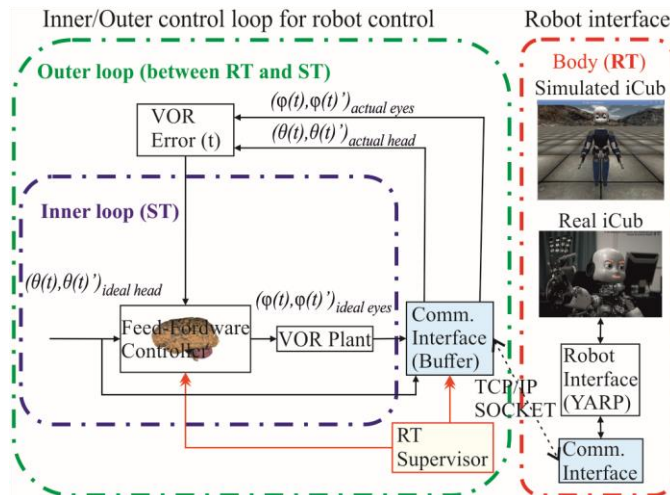 Inner/Outer control loop for robot control
Robot interface
Outer loop (between RT and ST)
Body (RT)
Simulated iCub
(φ(t),φ(t)’)actual eyes
VOR
Error (t)
(θ(t),θ(t)’)actual head
Inner loop (ST)
Real iCub
(θ(t),θ(t)’)ideal head
(φ(t),φ(t)’)ideal eyes
Feed-Fordware
Controller
VOR Plant
Comm.
Interface
(Buffer)
TCP/IP
SOCKET
Robot
Interface
(YARP)
RT
Supervisor
Comm.
Interface